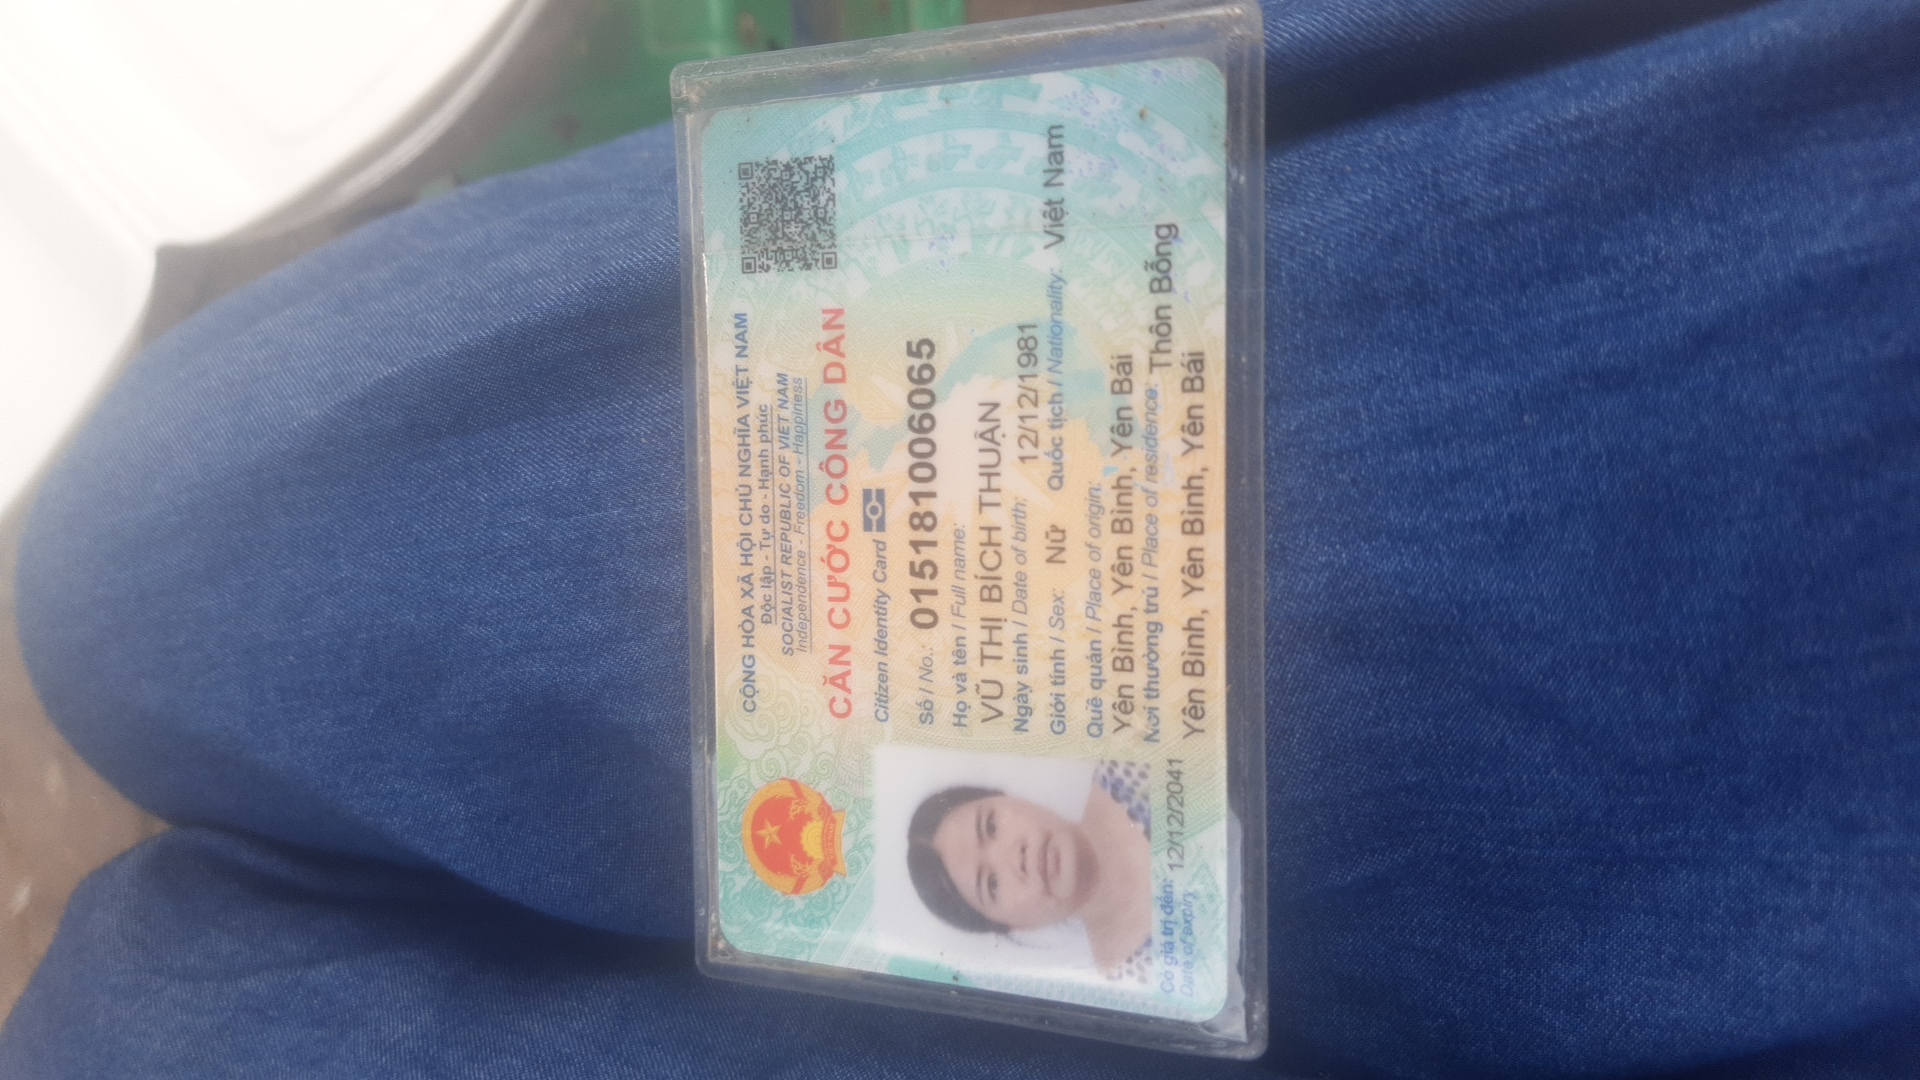 CỘNG HÒA XÃ HỘI CHỦ NGHĨA VIỆT NAM
Độc lập - Tự do - Hạnh phúc
SOCIALIST REPUBLIC OF VIET NAM
Independence - Freedom - Happiness
CĂN CƯỚC CÔNG DÂN
Citizen Identity Card
Số / No.: 015181006065
Họ và tên / Full name:
VŨ THỊ BÍCH THUẬN
Ngày sinh / Date of birth: 12/12/1981
Giới tính / Sex: Nữ Quốc tịch / Nationality: Việt Nam
Quê quán / Place of origin:
Yên Bình, Yên Bình, Yên Bái
Nơi thường trú / Place of residence: Thôn Bỗng
Yên Bình, Yên Bình, Yên Bái
Có giá trị đến: 12/12/2041
Date of expiry
VIỆT NAM